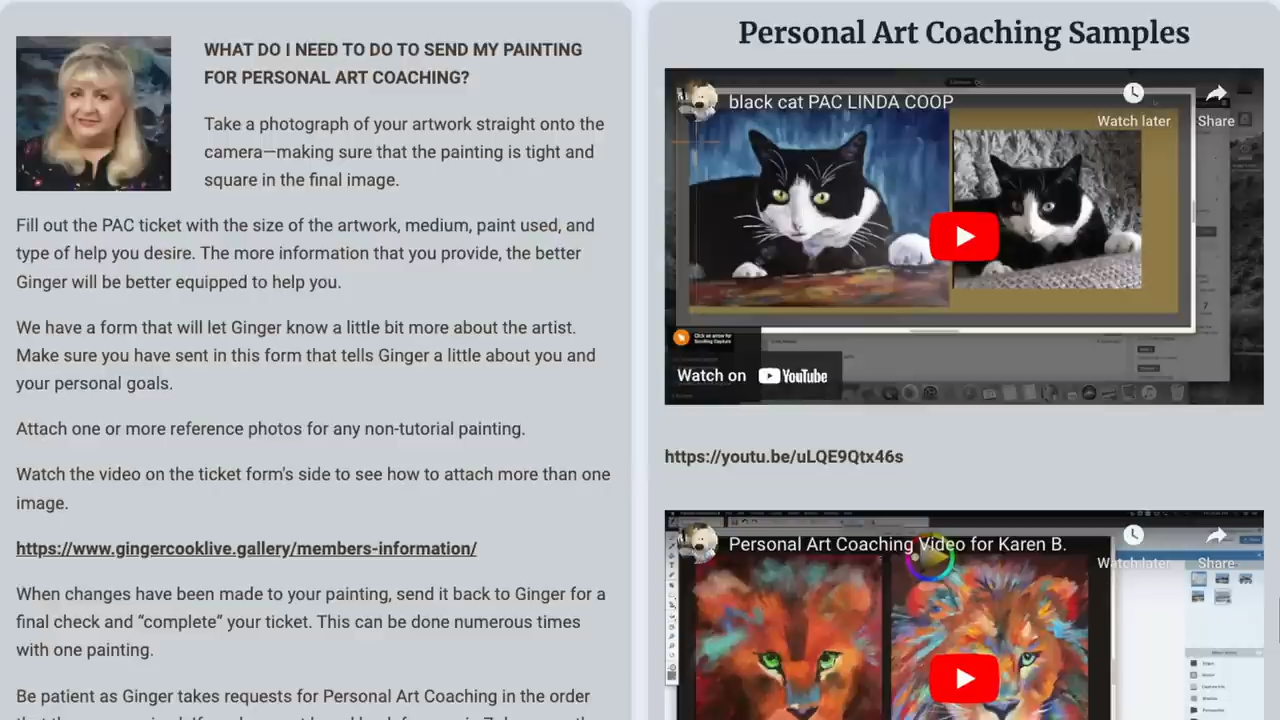 WHAT DO I NEED TO DO TO SEND MY PAINTING
FOR PERSONAL ART COACHING?
Take a photograph of your artwork straight onto the
camera—making sure that the painting is tight and
square in the final image.
Fill out the PAC ticket with the size of the artwork, medium, paint used, and
type of help you desire. The more information that you provide, the better
Ginger will be better equipped to help you.
We have a form that will let Ginger know a little bit more about the artist.
Make sure you have sent in this form that tells Ginger a little about you and
your personal goals.
Attach one or more reference photos for any non-tutorial painting.
Watch the video on the ticket form's side to see how to attach more than one
image.
https://www.gingercooklive.gallery/members-information/
When changes have been made to your painting, send it back to Ginger for a
final check and “complete” your ticket. This can be done numerous times
with one painting.
Be patient as Ginger takes requests for Personal Art Coaching in the order
Personal Art Coaching Samples
black cat PAC LINDA COOP
Watch later
Share
Click an arrow for
Scrolling Capture
Watch on YouTube
https://youtu.be/uLQE9Qtx46s
Personal Art Coaching Video for Karen B.
Watch later
Share